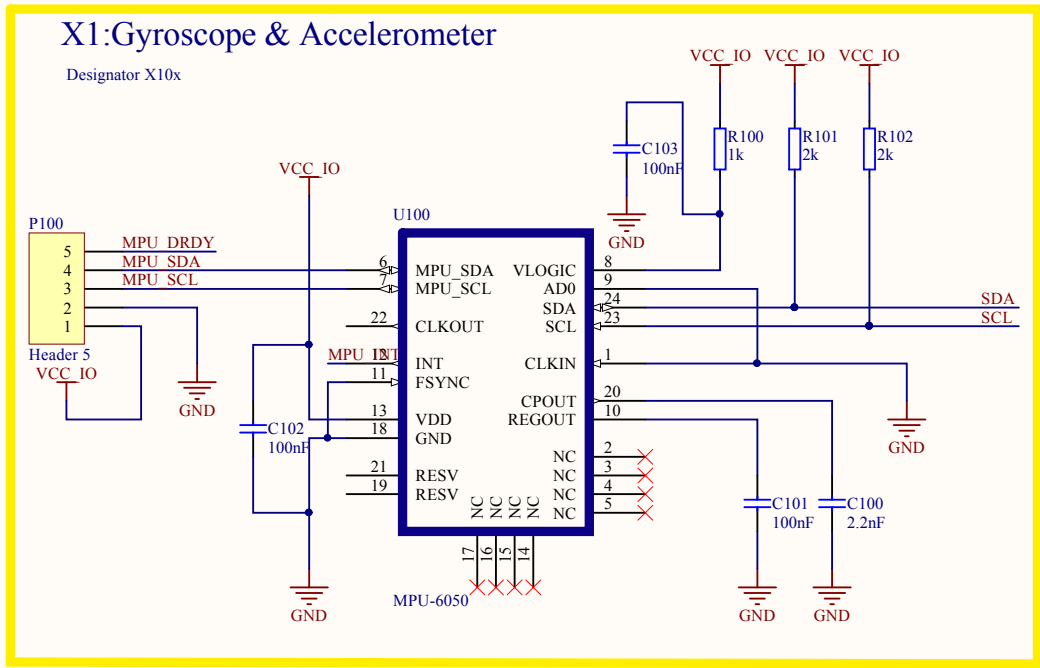 X1:Gyroscope & Accelerometer
Designator X10x
VCC_IO
VCC_IO
VCC_IO
R100
1k
R101
2k
R102
2k
C103
100nF
GND
VCC_IO
P100
5
4
3
2
1
MPU_DRDY
MPU_SDA
MPU_SCL
Header 5
VCC_IO
GND
C102
100nF
GND
U100
6 MPU_SDA
7 MPU_SCL
22 CLKOUT
MPU_INT
12 INT
11 FSYNC
13 VDD
18 GND
21 RESV
19 RESV
VLOGIC 8
AD0 9
SDA 24
SCL 23
CLKIN 1
CPOUT 20
REGOUT 10
NC 2
NC 3
NC 4
NC 5
NC NC NC NC
17 16 15 14
MPU-6050
SDA
SCL
GND
C101
100nF
C100
2.2nF
GND
GND